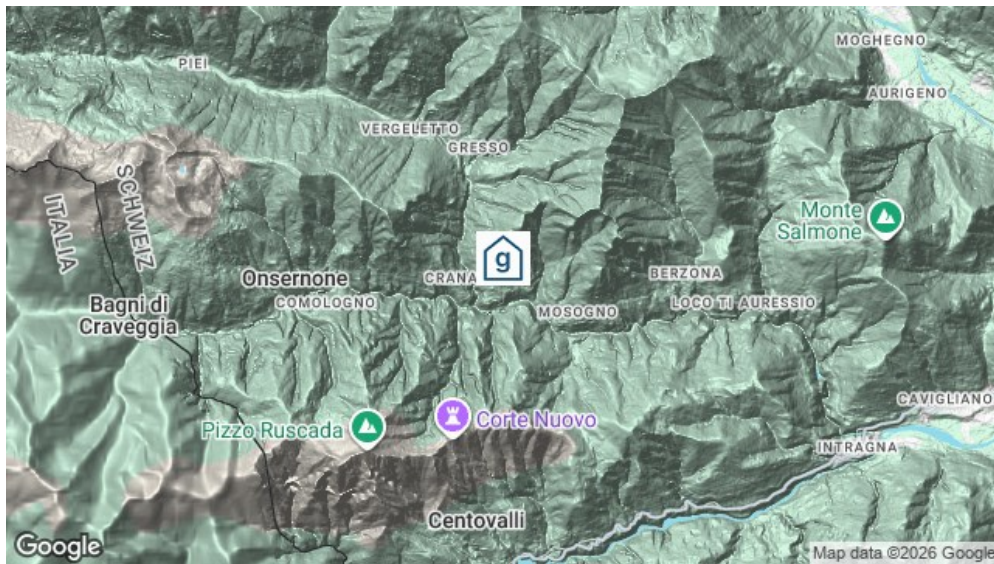 MOGHEGNO
PIEI
AURIGENO
VERGELETTO
GRESSO
SCHWEIZ
ITALIA
Monte
Salmone
g
CRANA
Onsernone
BERZONA
COMOLOGNO
LOCO TI AURESSIO
Bagni di
Craveggia
MOSOGNO
CAVIGLIANO
Corte Nuovo
Pizzo Ruscada
INTRAGNA
Centovalli
Google
Map data ©2026 Google